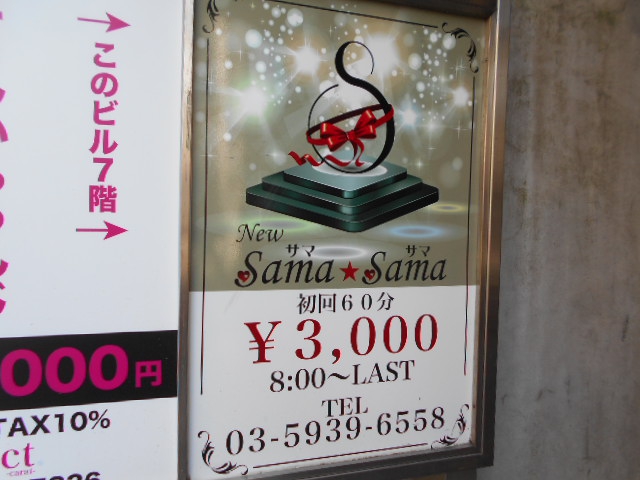 このビル7階
000円
TAX10%
ct
New
サマ サマ
Sama★Sama
初回60分
¥3,000
8:00～LAST
TEL
03-5939-6558